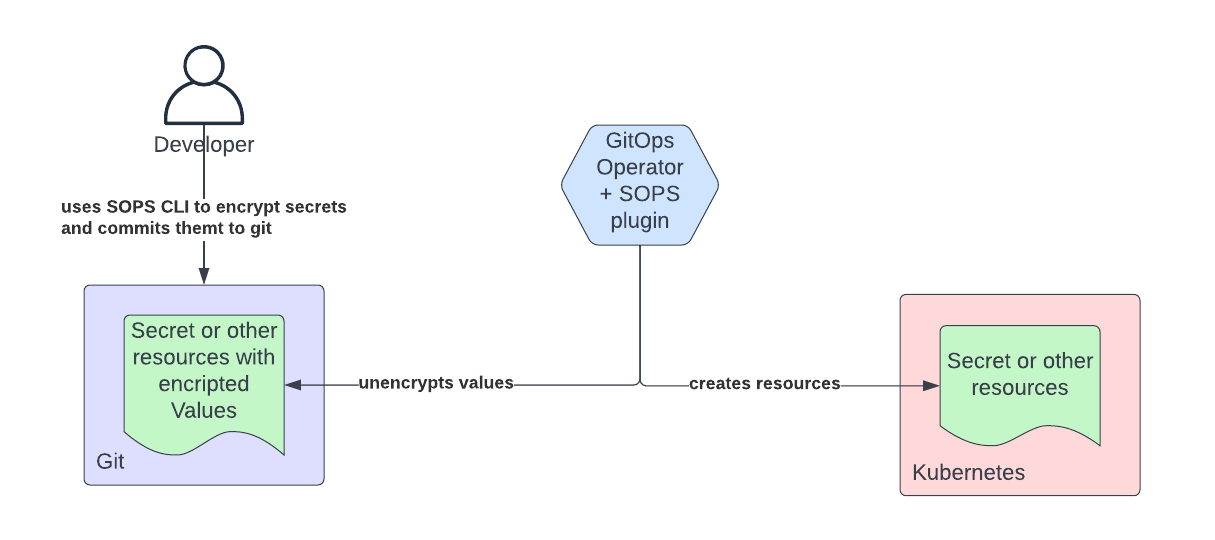 Developer
uses SOPS CLI to encrypt secrets
and commits themt to git
GitOps
Operator
+ SOPS
plugin
Secret or other
resources with
encripted
Values
Git
unencrypts values
creates resources
Secret or other
resources
Kubernetes